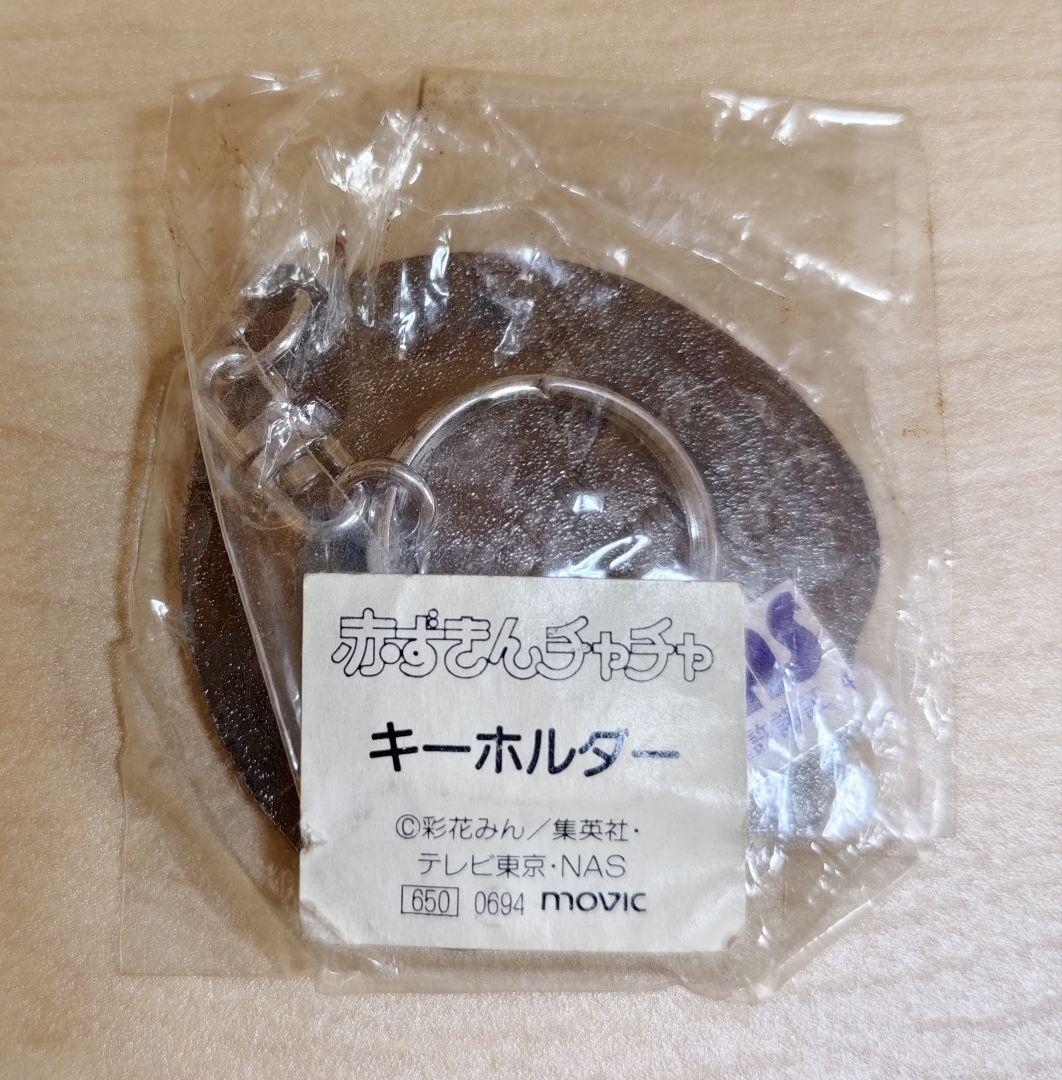 赤ずきんチャチャ
キーホルダー
©彩花みん／集英社・
テレビ東京・NAS
650 0694 movic